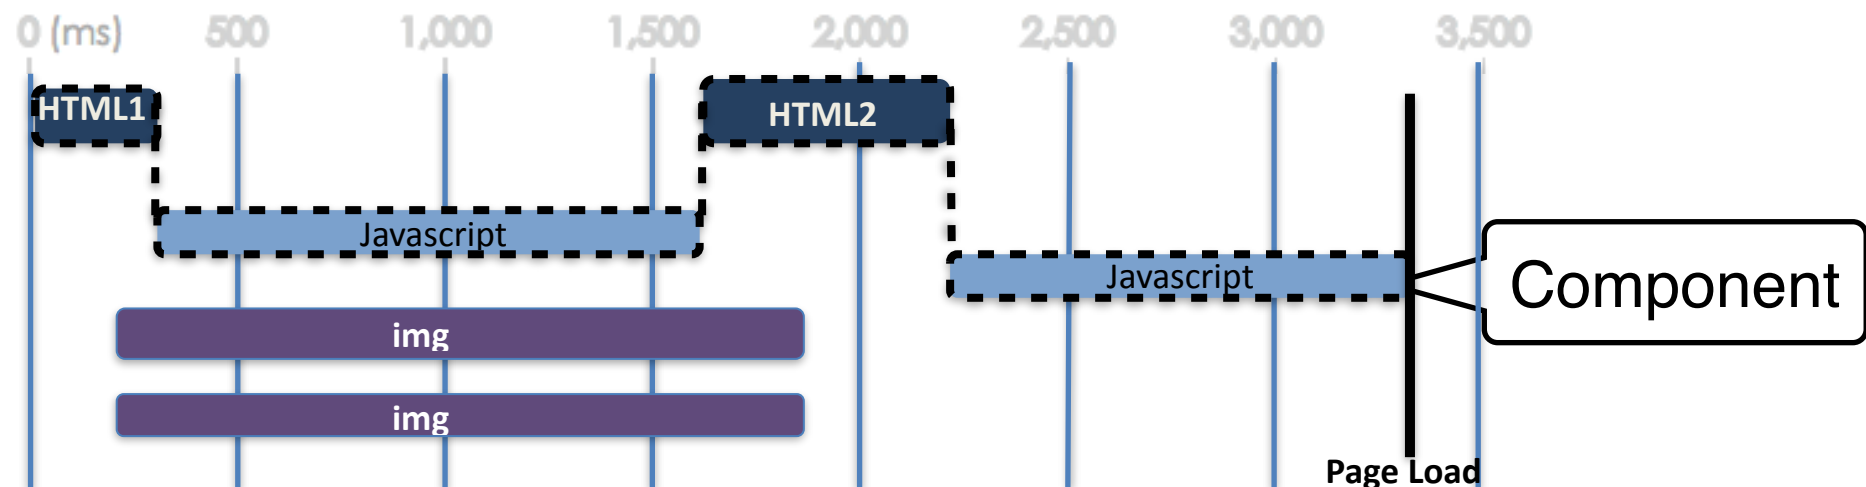 0 (ms) 500 1,000 1,500 2,000 2,500 3,000 3,500
HTML1 HTML2
Javascript
Javascript
Component
img
img
Page Load